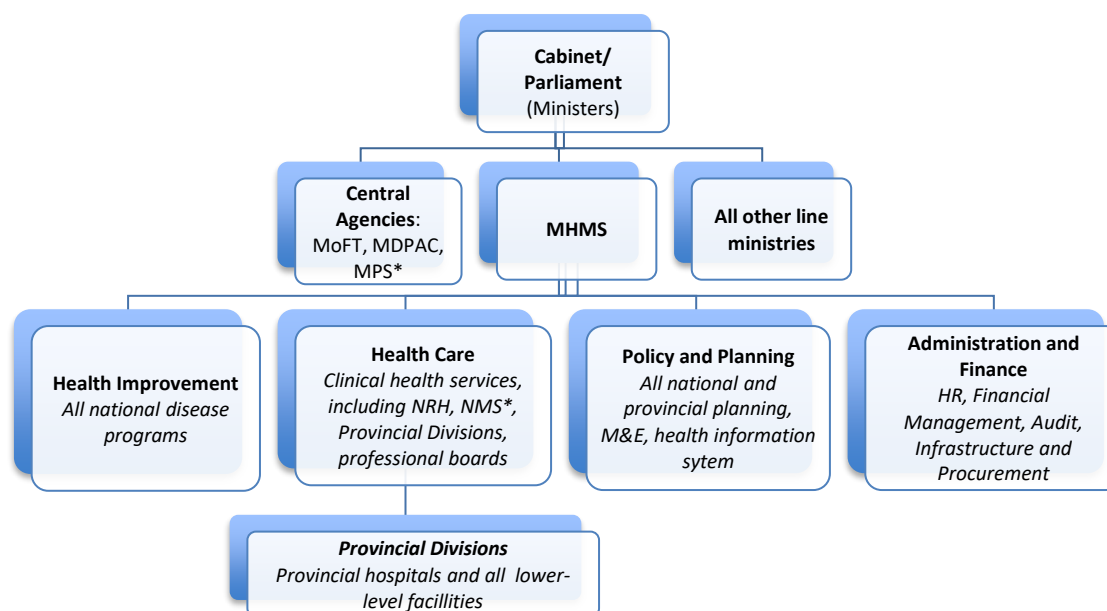 Cabinet/
Parliament
(Ministers)
Central
Agencies:
MoFT, MDPAC,
MPS*
MHMS
All other line
ministries
Health Improvement
All national disease
programs
Health Care
Clinical health services,
including NRH, NMS*,
Provincial Divisions,
professional boards
Policy and Planning
All national and
provincial planning,
M&E, health information
sytem
Administration and
Finance
HR, Financial
Management, Audit,
Infrastructure and
Procurement
Provincial Divisions
Provincial hospitals and all lower-
level facillities